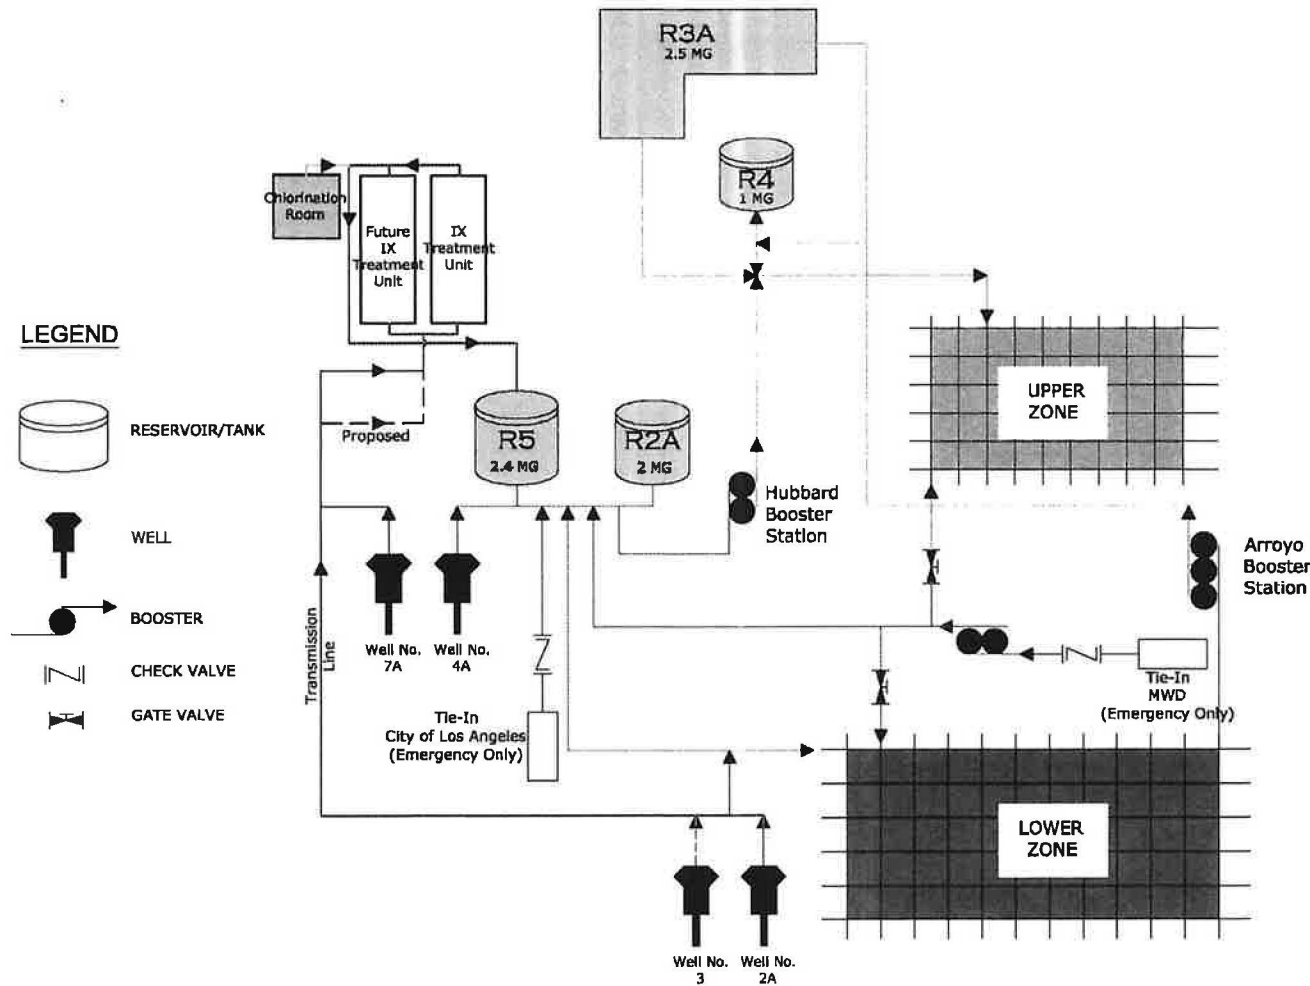 R3A
2.5 MG
R4
1 MG
Chlorination
Room
Future
IX
Treatment
Unit
IX
Treatment
Unit
LEGEND
RESERVOIR/TANK
WELL
BOOSTER
CHECK VALVE
GATE VALVE
Proposed
R5
2.4 MG
R2A
2 MG
Hubbard
Booster
Station
UPPER
ZONE
Arroyo
Booster
Station
Transmission
Line
Well No.
7A
Well No.
4A
Tie-In
City of Los Angeles
(Emergency Only)
Tie-In
MWD
(Emergency Only)
LOWER
ZONE
Well No.
3
Well No.
2A